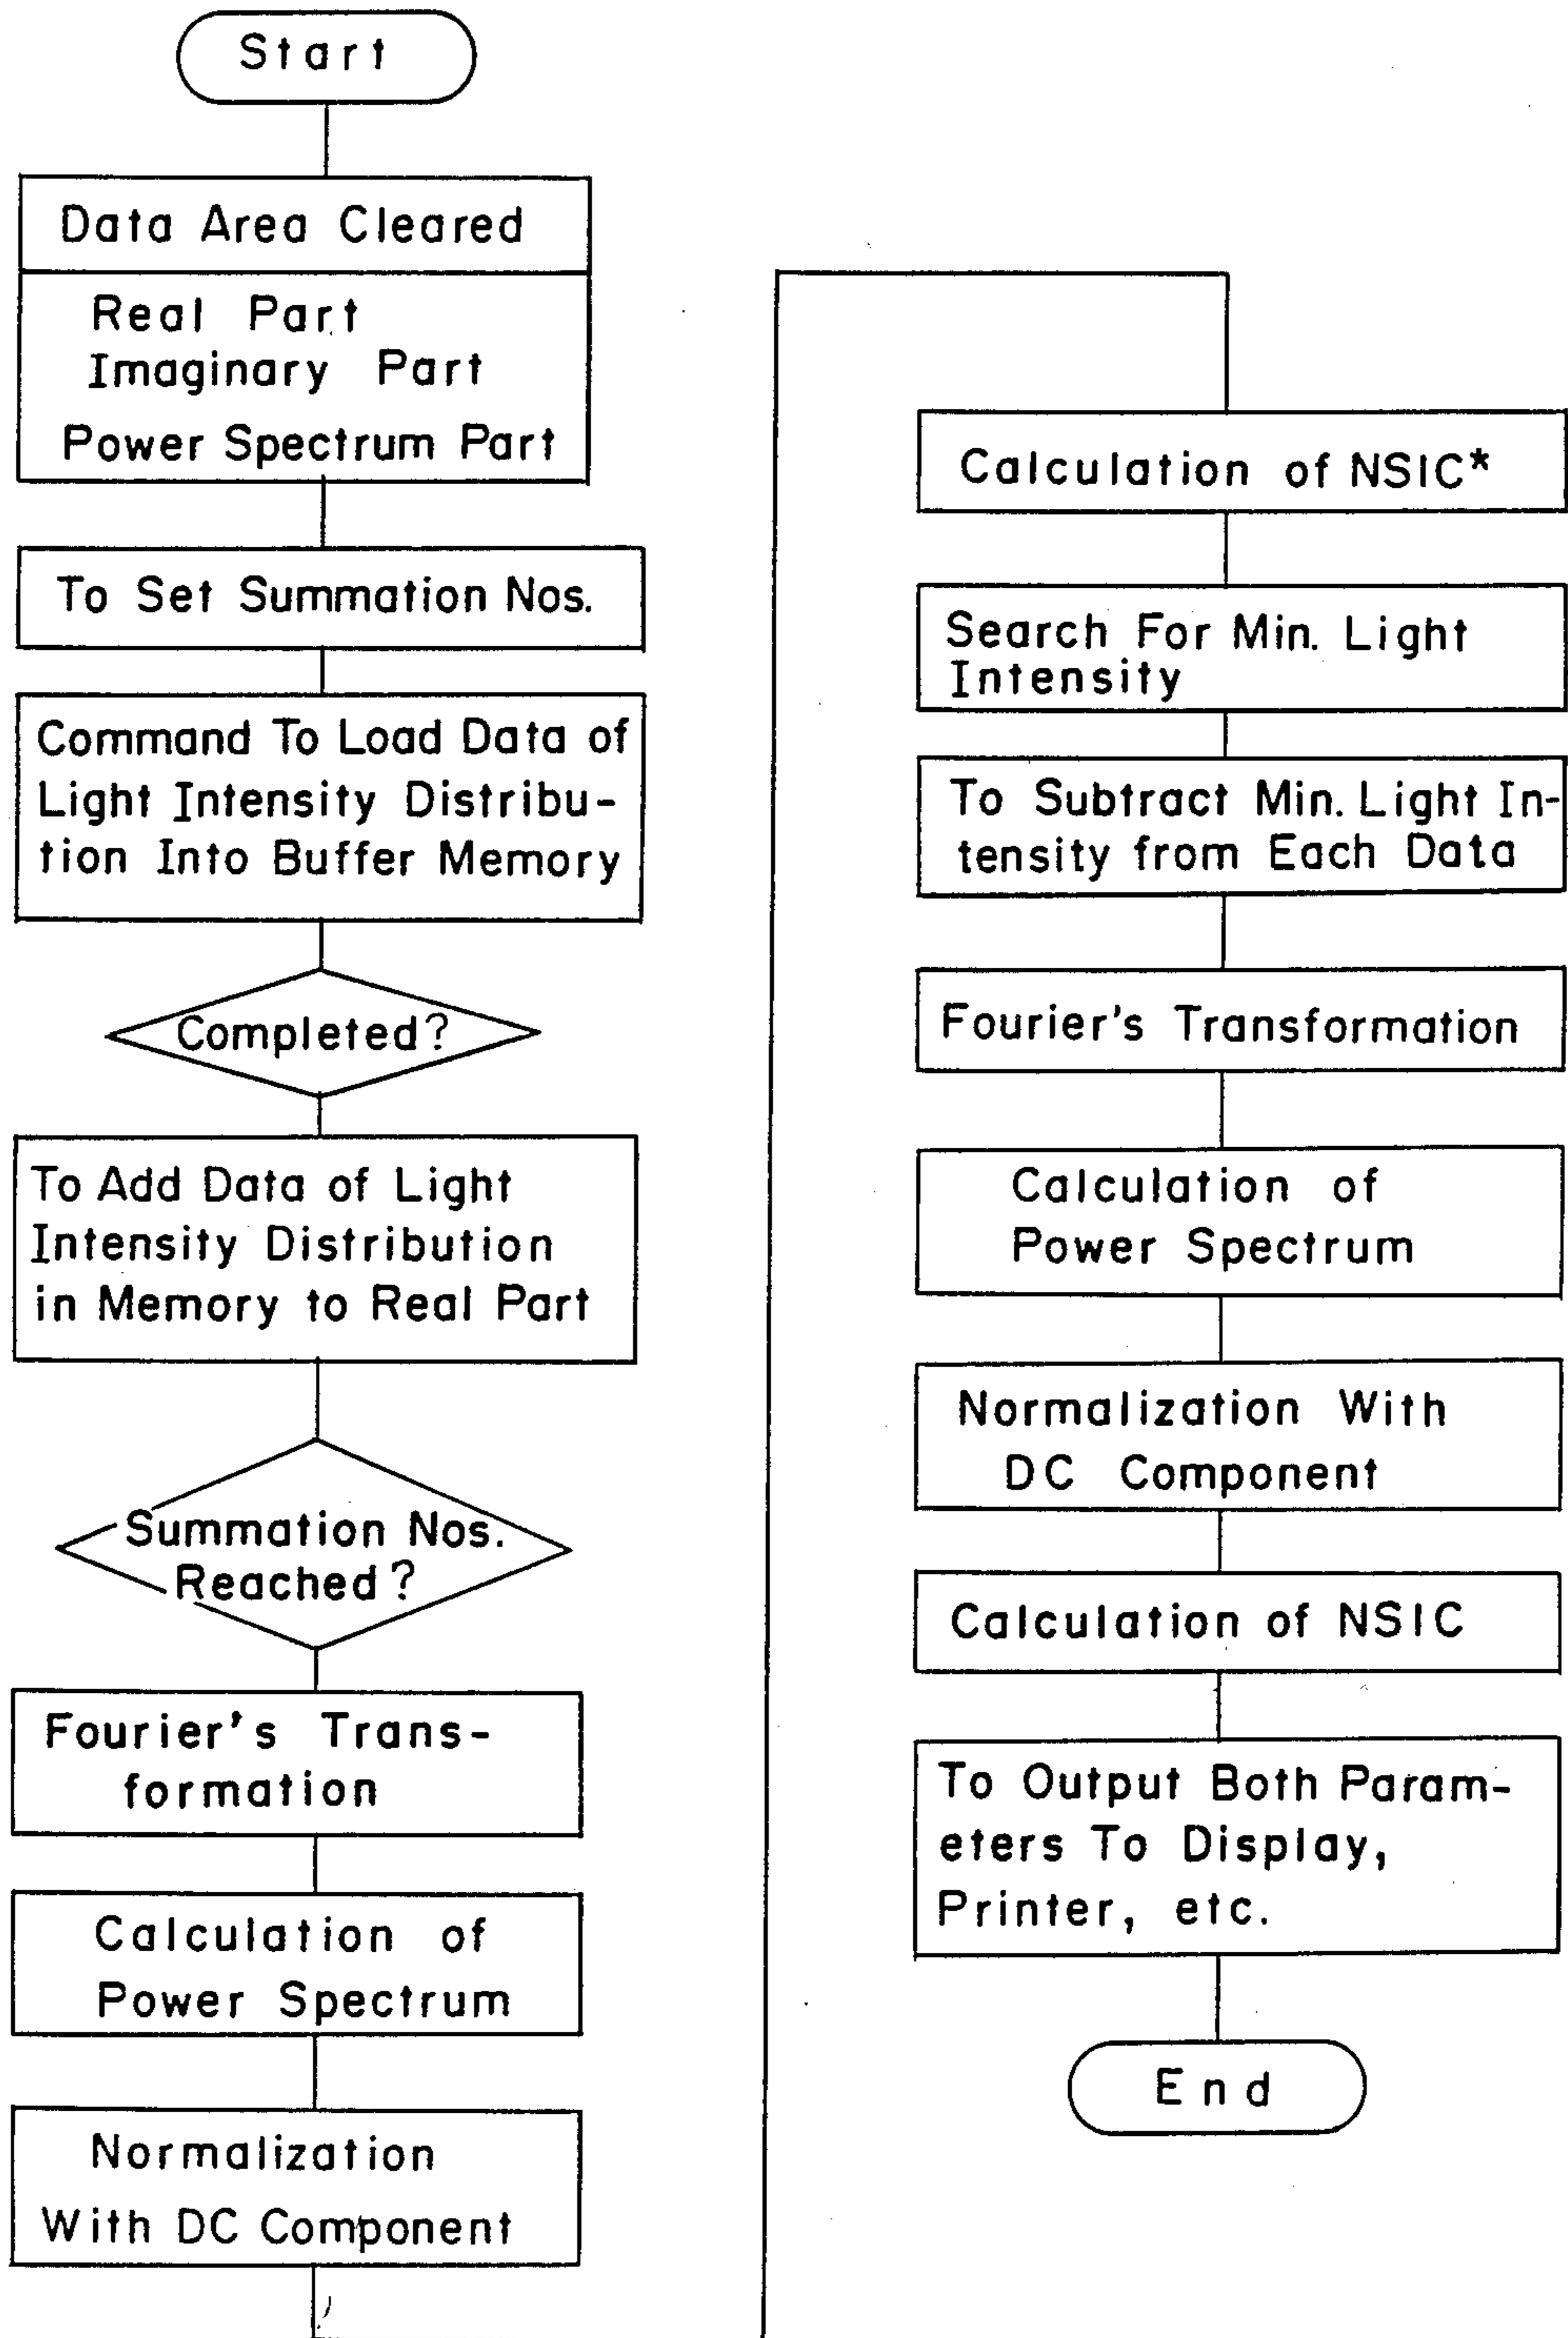 Start
Data Area Cleared
Real Part
Imaginary Part
Power Spectrum Part
To Set Summation Nos.
Command To Load Data of
Light Intensity Distribu-
tion Into Buffer Memory
Completed?
To Add Data of Light
Intensity Distribution
in Memory to Real Part
Summation Nos.
Reached?
Fourier's Trans-
formation
Calculation of
Power Spectrum
Normalization
With DC Component
Calculation of NSIC*
Search For Min. Light
Intensity
To Subtract Min. Light In-
tensity from Each Data
Fourier's Transformation
Calculation of
Power Spectrum
Normalization With
DC Component
Calculation of NSIC
To Output Both Param-
eters To Display,
Printer, etc.
End